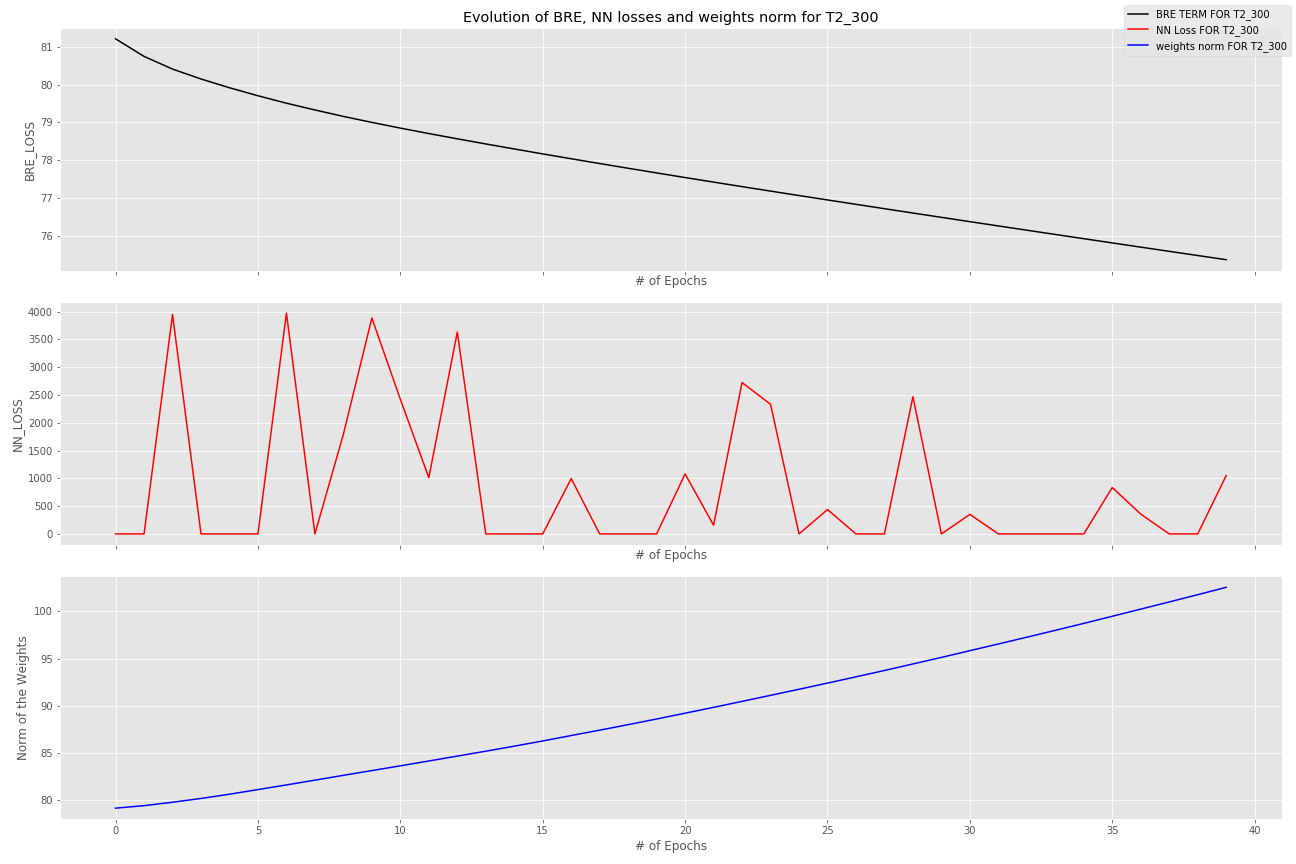 Evolution of BRE, NN losses and weights norm for T2_300
BRE TERM FOR T2_300
NN Loss FOR T2_300
weights norm FOR T2_300
BRE_LOSS
81
80
79
78
77
76
# of Epochs
NN_LOSS
4000
3500
3000
2500
2000
1500
1000
500
0
# of Epochs
Norm of the Weights
100
95
90
85
80
0 5 10 15 20 25 30 35 40
# of Epochs